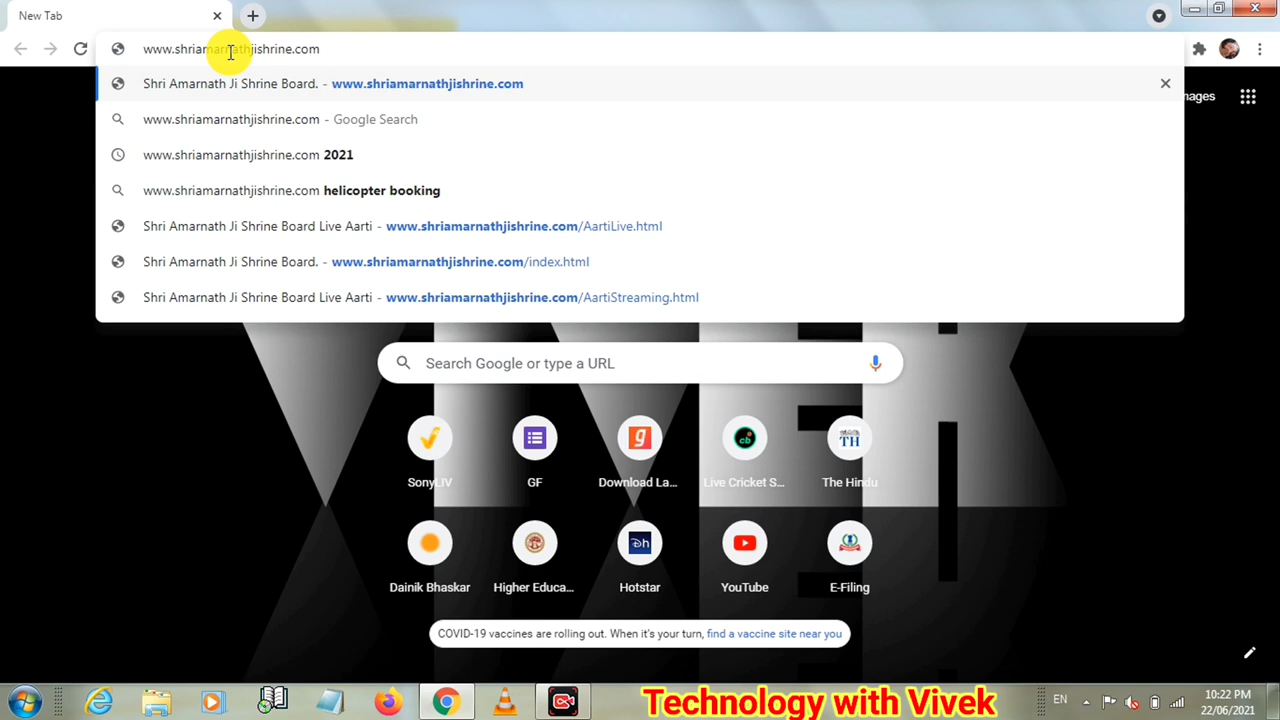 New Tab
www.shriamarnathjishrine.com
Shri Amarnath Ji Shrine Board. - www.shriamarnathjishrine.com
www.shriamarnathjishrine.com - Google Search
www.shriamarnathjishrine.com 2021
www.shriamarnathjishrine.com helicopter booking
Shri Amarnath Ji Shrine Board Live Aarti - www.shriamarnathjishrine.com/AartiLive.html
Shri Amarnath Ji Shrine Board. - www.shriamarnathjishrine.com/index.html
Shri Amarnath Ji Shrine Board Live Aarti - www.shriamarnathjishrine.com/AartiStreaming.html
Search Google or type a URL
SonyLIV GF Download La... Live Cricket S... The Hindu
Dainik Bhaskar Higher Educa... Hotstar YouTube E-Filing
COVID-19 vaccines are rolling out. When it's your turn, find a vaccine site near you
Technology with Vivek
EN
10:22 PM
22/06/2021